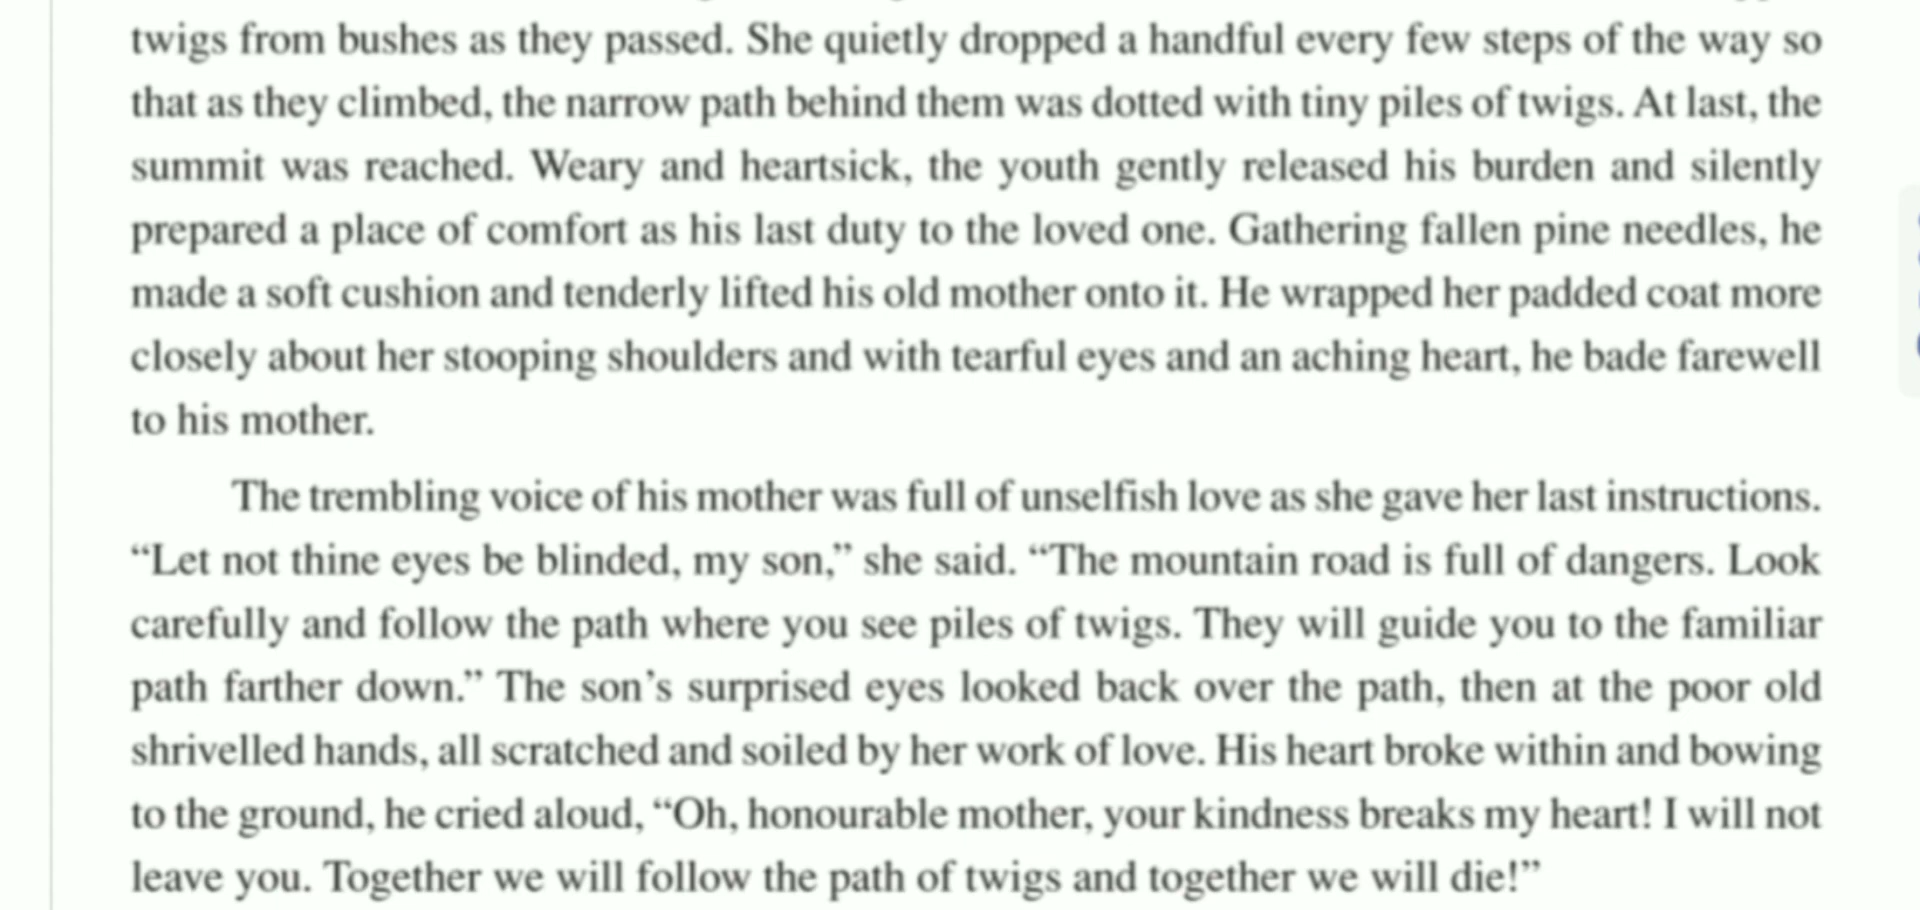 twigs from bushes as they passed. She quietly dropped a handful every few steps of the way so
that as they climbed, the narrow path behind them was dotted with tiny piles of twigs. At last, the
summit was reached. Weary and heartsick, the youth gently released his burden and silently
prepared a place of comfort as his last duty to the loved one. Gathering fallen pine needles, he
made a soft cushion and tenderly lifted his old mother onto it. He wrapped her padded coat more
closely about her stooping shoulders and with tearful eyes and an aching heart, he bade farewell
to his mother.
The trembling voice of his mother was full of unselfish love as she gave her last instructions.
“Let not thine eyes be blinded, my son,” she said. “The mountain road is full of dangers. Look
carefully and follow the path where you see piles of twigs. They will guide you to the familiar
path farther down.” The son’s surprised eyes looked back over the path, then at the poor old
shrivelled hands, all scratched and soiled by her work of love. His heart broke within and bowing
to the ground, he cried aloud, “Oh, honourable mother, your kindness breaks my heart! I will not
leave you. Together we will follow the path of twigs and together we will die!”